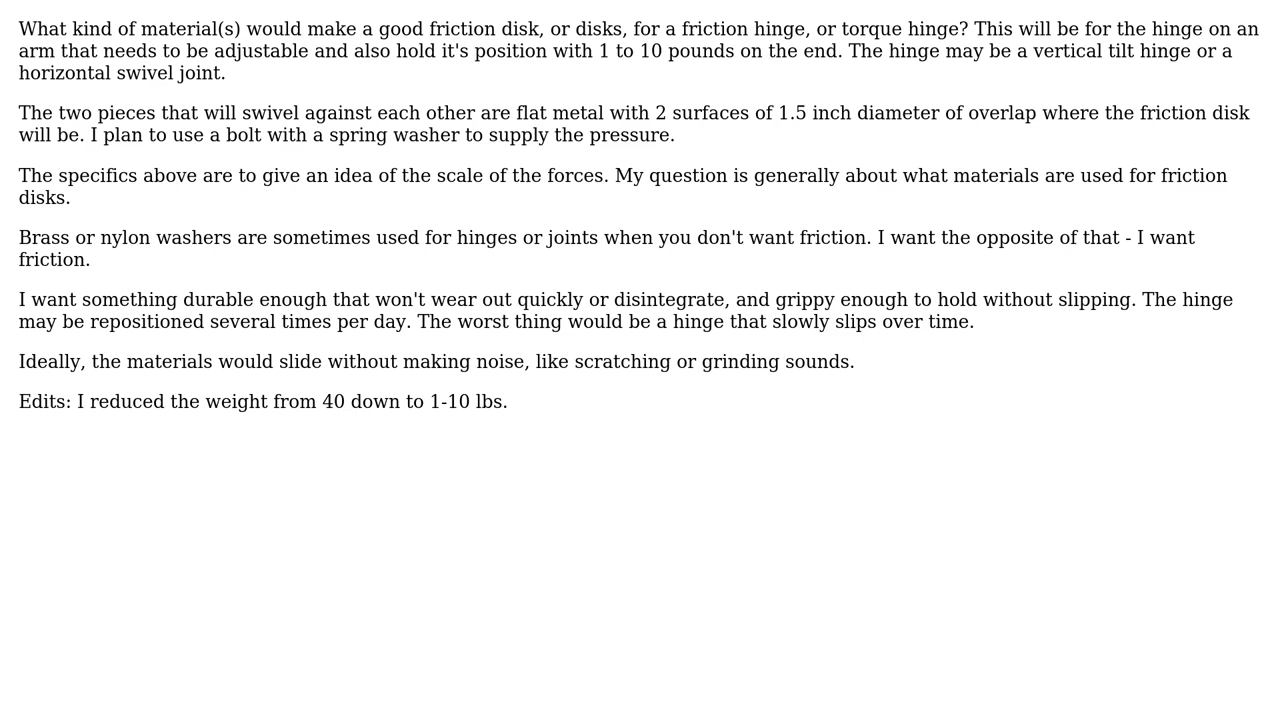 What kind of material(s) would make a good friction disk, or disks, for a friction hinge, or torque hinge? This will be for the hinge on an
arm that needs to be adjustable and also hold it's position with 1 to 10 pounds on the end. The hinge may be a vertical tilt hinge or a
horizontal swivel joint.
The two pieces that will swivel against each other are flat metal with 2 surfaces of 1.5 inch diameter of overlap where the friction disk
will be. I plan to use a bolt with a spring washer to supply the pressure.
The specifics above are to give an idea of the scale of the forces. My question is generally about what materials are used for friction
disks.
Brass or nylon washers are sometimes used for hinges or joints when you don't want friction. I want the opposite of that - I want
friction.
I want something durable enough that won't wear out quickly or disintegrate, and grippy enough to hold without slipping. The hinge
may be repositioned several times per day. The worst thing would be a hinge that slowly slips over time.
Ideally, the materials would slide without making noise, like scratching or grinding sounds.
Edits: I reduced the weight from 40 down to 1-10 lbs.